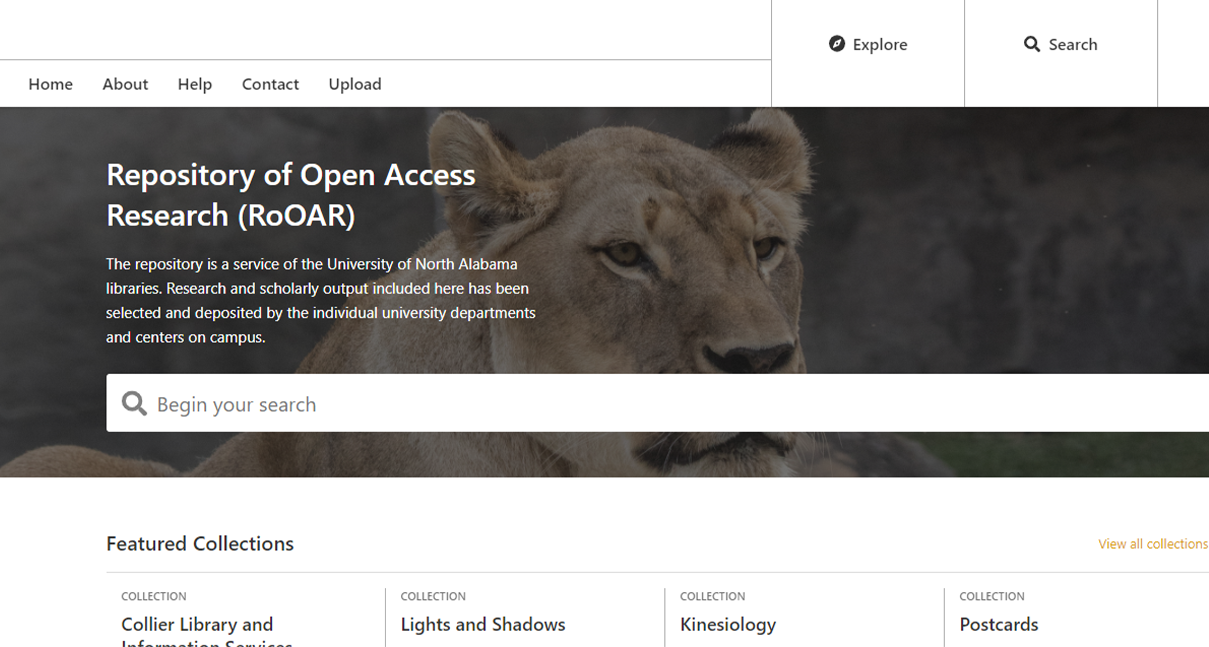 Explore
Search
Home
About
Help
Contact
Upload
Repository of Open Access
Research (RoOAR)
The repository is a service of the University of North Alabama
libraries. Research and scholarly output included here has been
selected and deposited by the individual university departments
and centers on campus.
Begin your search
Featured Collections
View all collections
COLLECTION
Collier Library and
Information Services
COLLECTION
Lights and Shadows
COLLECTION
Kinesiology
COLLECTION
Postcards